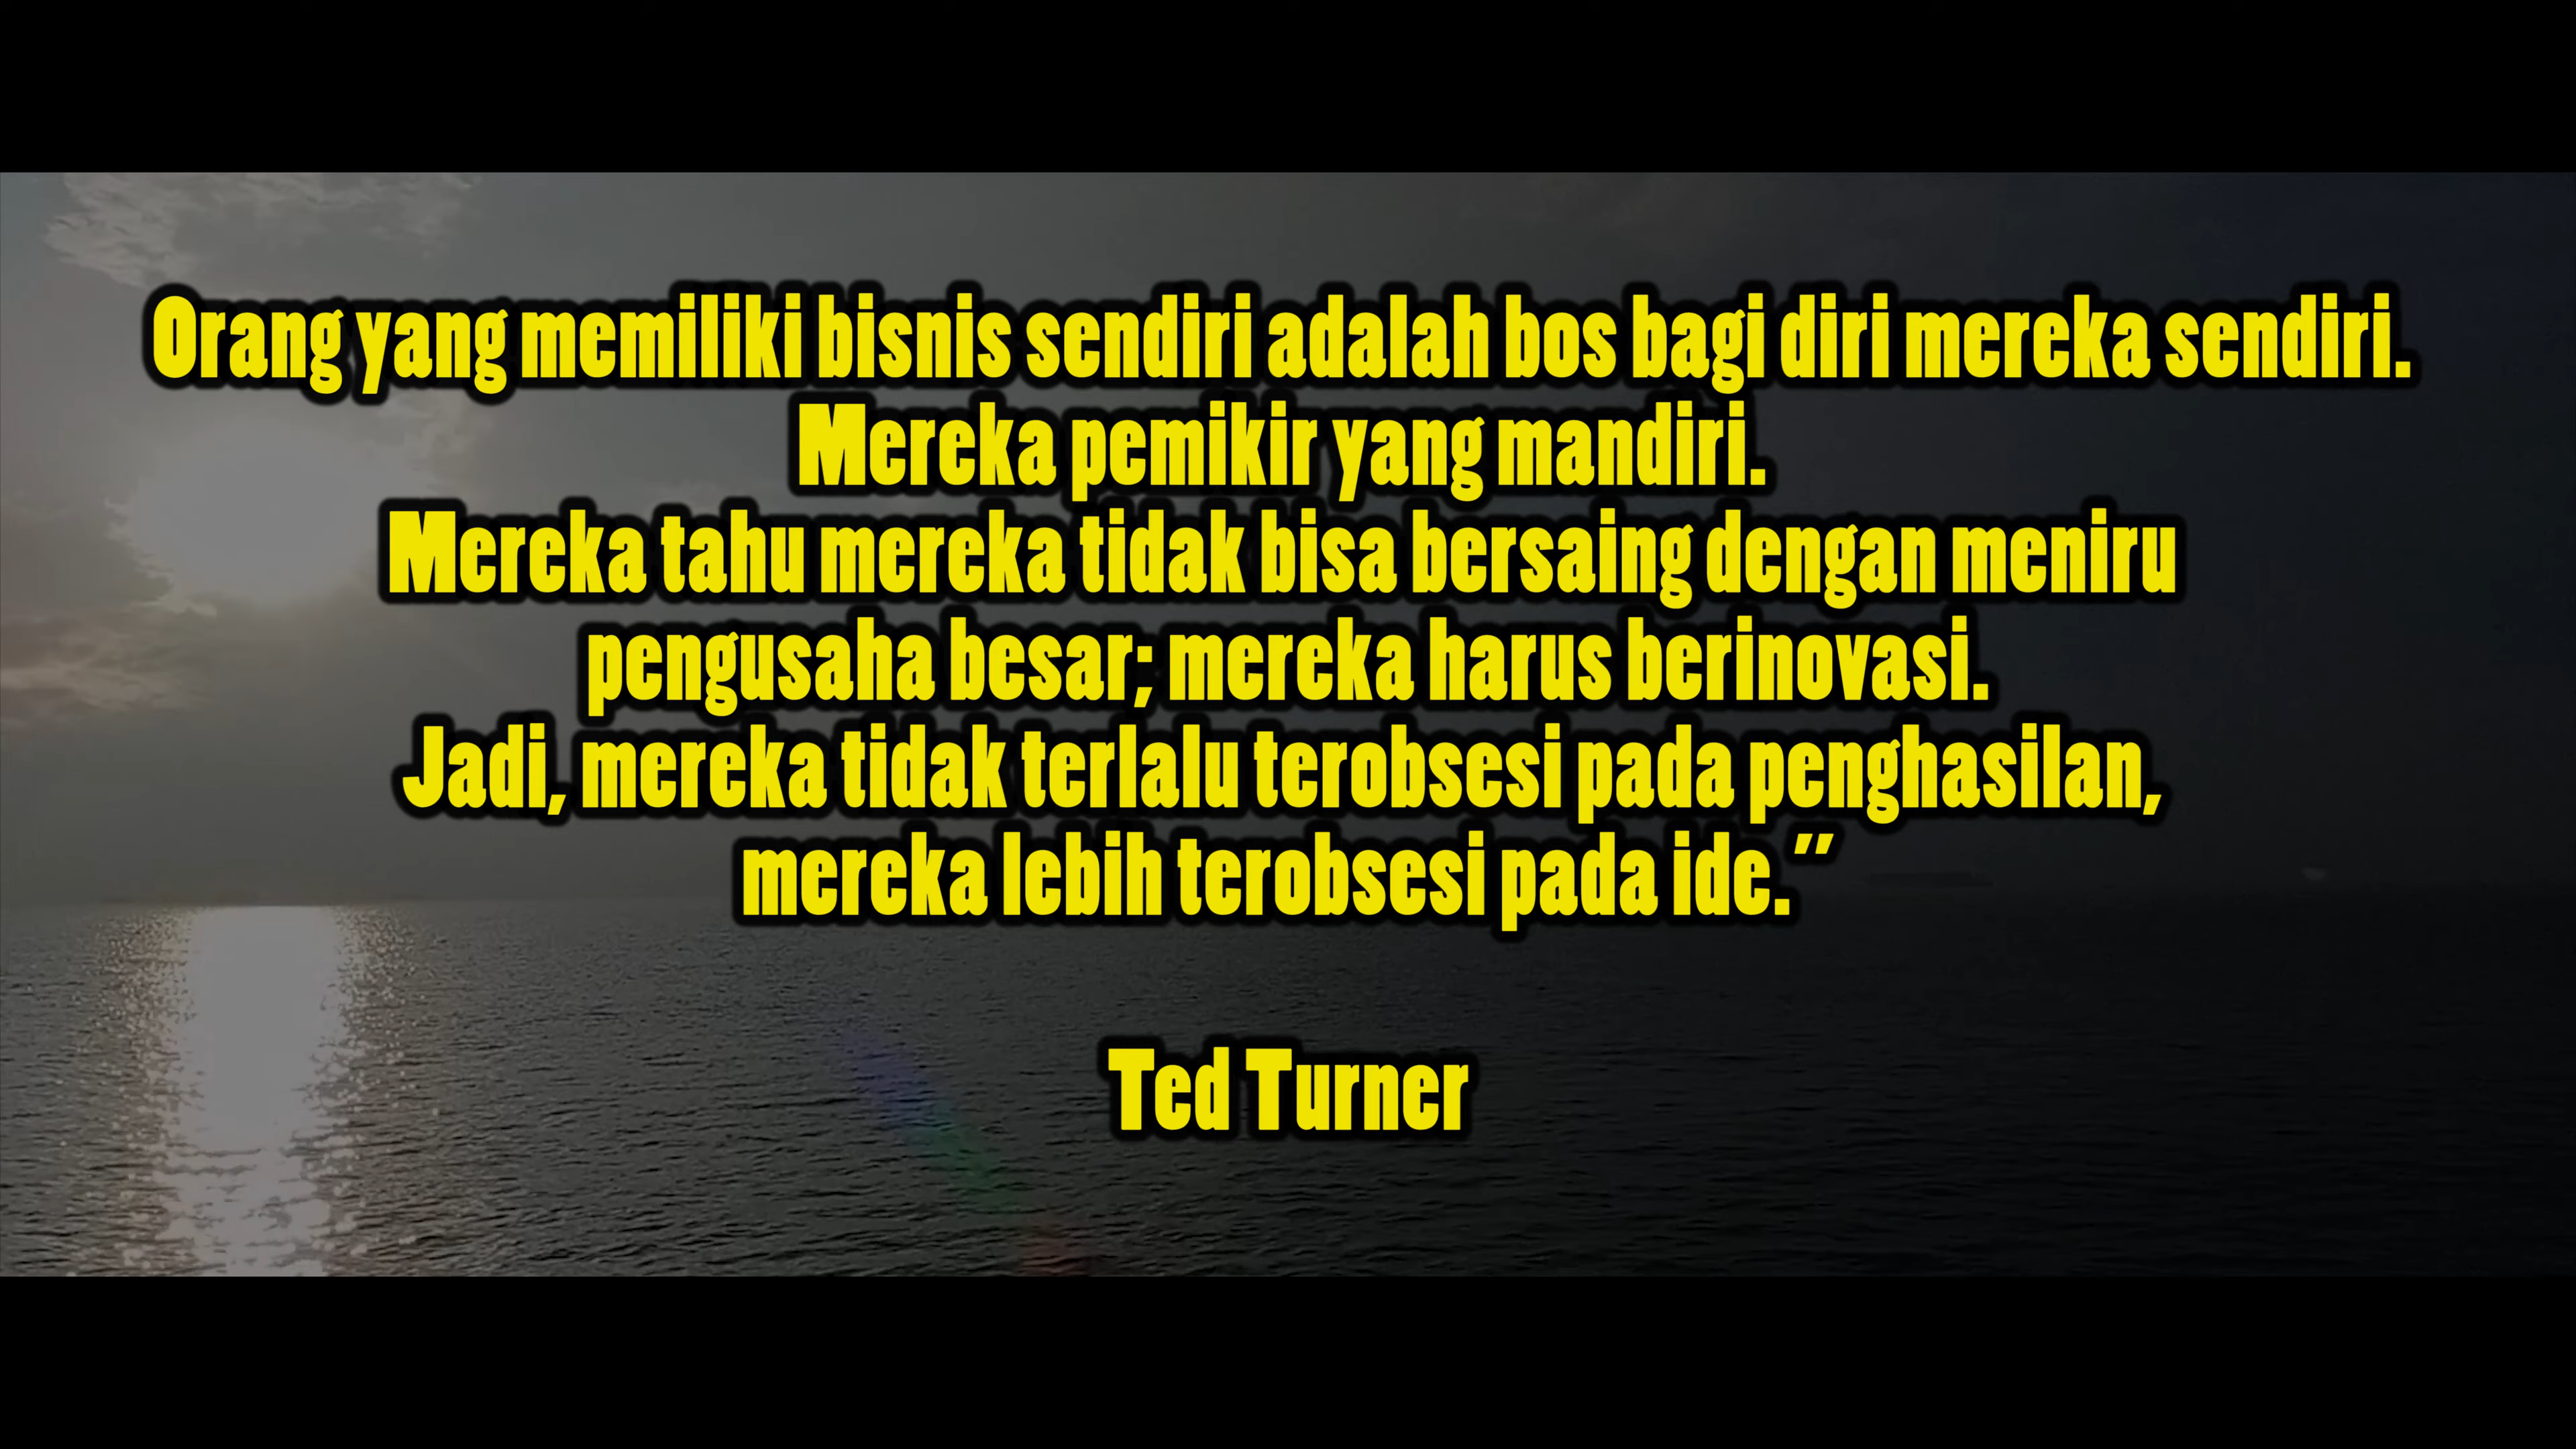 Orang yang memiliki bisnis sendiri adalah bos bagi diri mereka sendiri.
Mereka pemikir yang mandiri.
Mereka tahu mereka tidak bisa bersaing dengan meniru
pengusaha besar; mereka harus berinovasi.
Jadi, mereka tidak terlalu terobsesi pada penghasilan,
mereka lebih terobsesi pada ide.”
Ted Turner